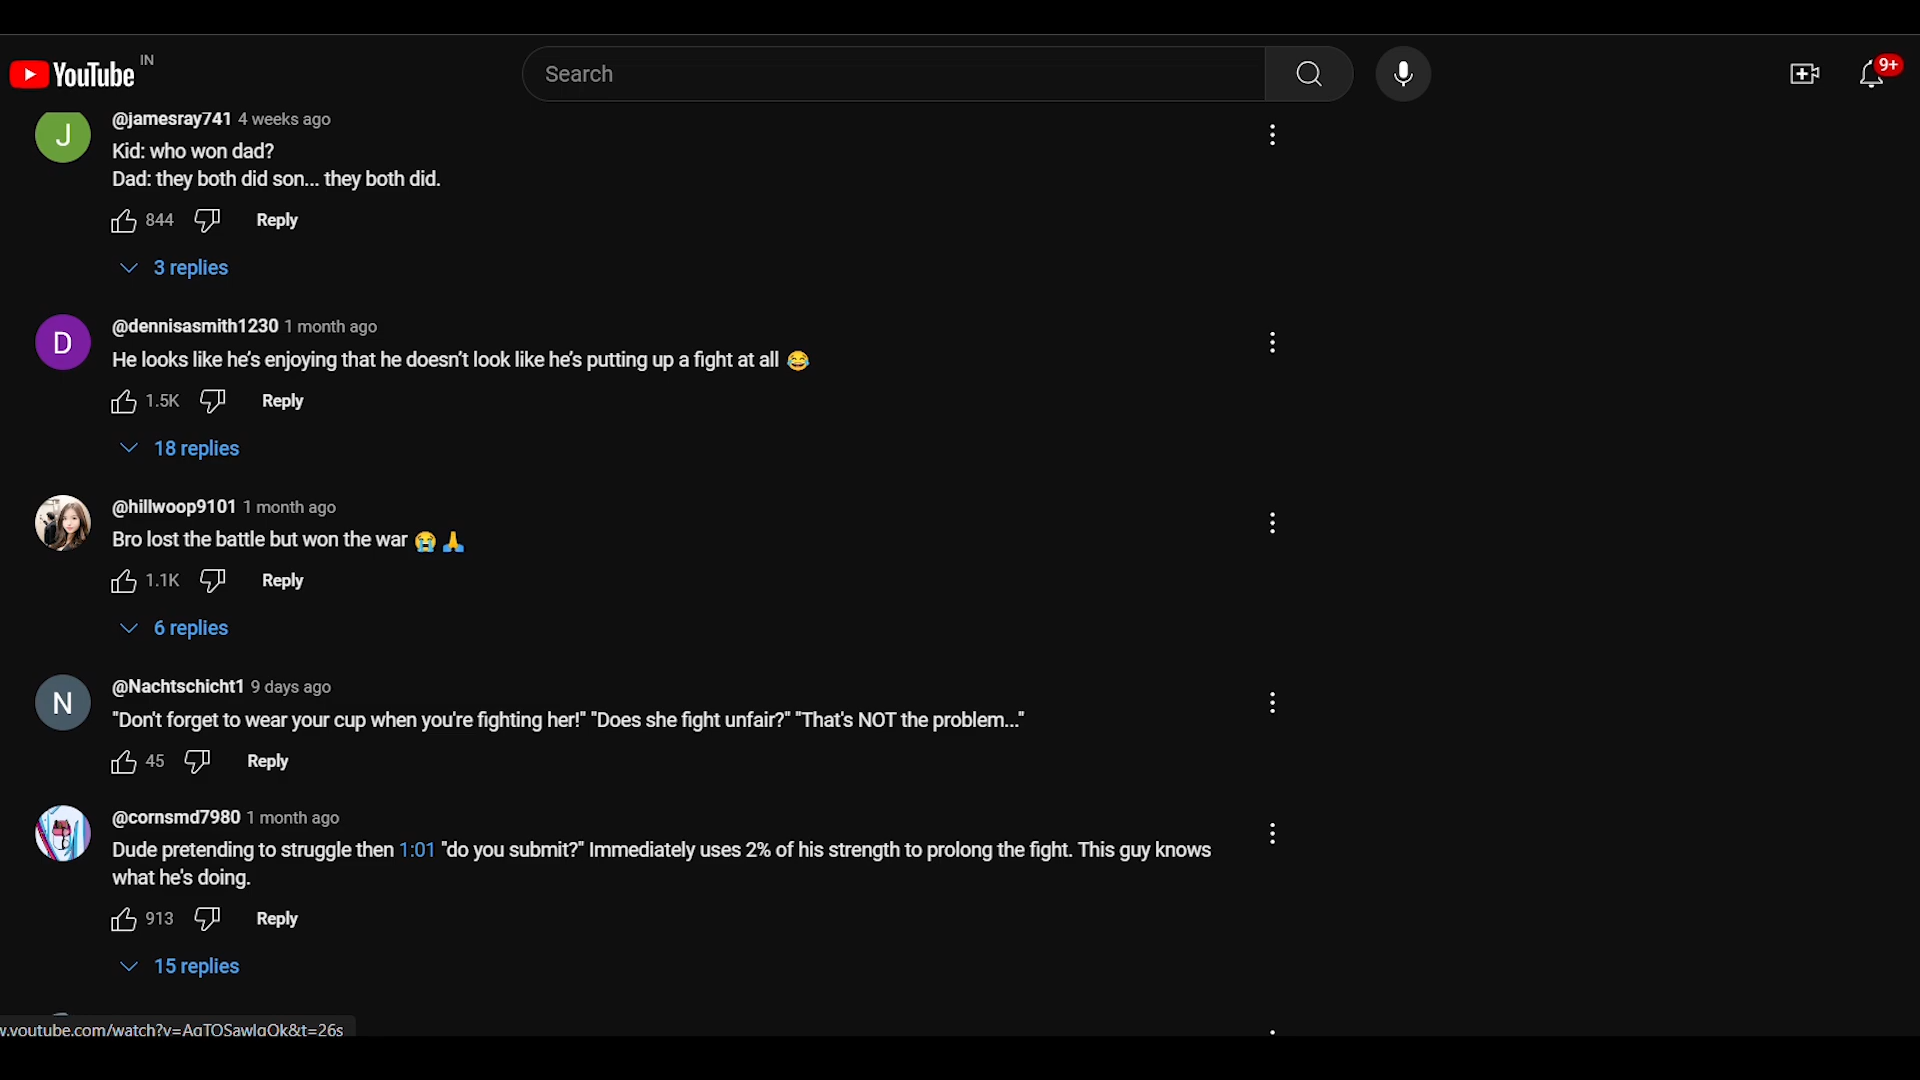 YouTube IN
Search
9+
@jamesray741 4 weeks ago
J
Kid: who won dad?
Dad: they both did son... they both did.
844 Reply
3 replies
@dennisasmith1230 1 month ago
D
He looks like he's enjoying that he doesn't look like he's putting up a fight at all 😂
1.5K Reply
18 replies
@hillwoop9101 1 month ago
Bro lost the battle but won the war 😭🙏
1.1K Reply
6 replies
@Nachtschicht1 9 days ago
N
"Don't forget to wear your cup when you're fighting her!" "Does she fight unfair?" "That's NOT the problem..."
45 Reply
@cornsmd7980 1 month ago
Dude pretending to struggle then 1:01 "do you submit?" Immediately uses 2% of his strength to prolong the fight. This guy knows
what he's doing.
913 Reply
15 replies